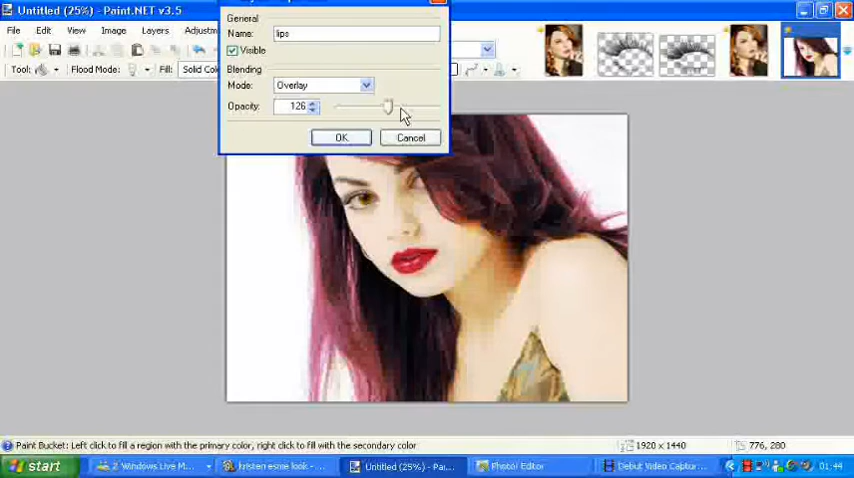 Untitled (25%) - Paint.NET v3.5
File Edit View Image Layers
General
Name: lips
Visible
Blending
Mode: Overlay
Opacity: 126
OK Cancel
Tool: Flood Mode: Fill: Solid
Paint Bucket: Left click to fill a region with the primary color, right click to fill with the secondary color
1920 x 1440
776, 280
start
2 Windows Live M...
kristen esme look - ...
Untitled (25%) - Pa...
Photo! Editor
Debut Video Captur...
01:44